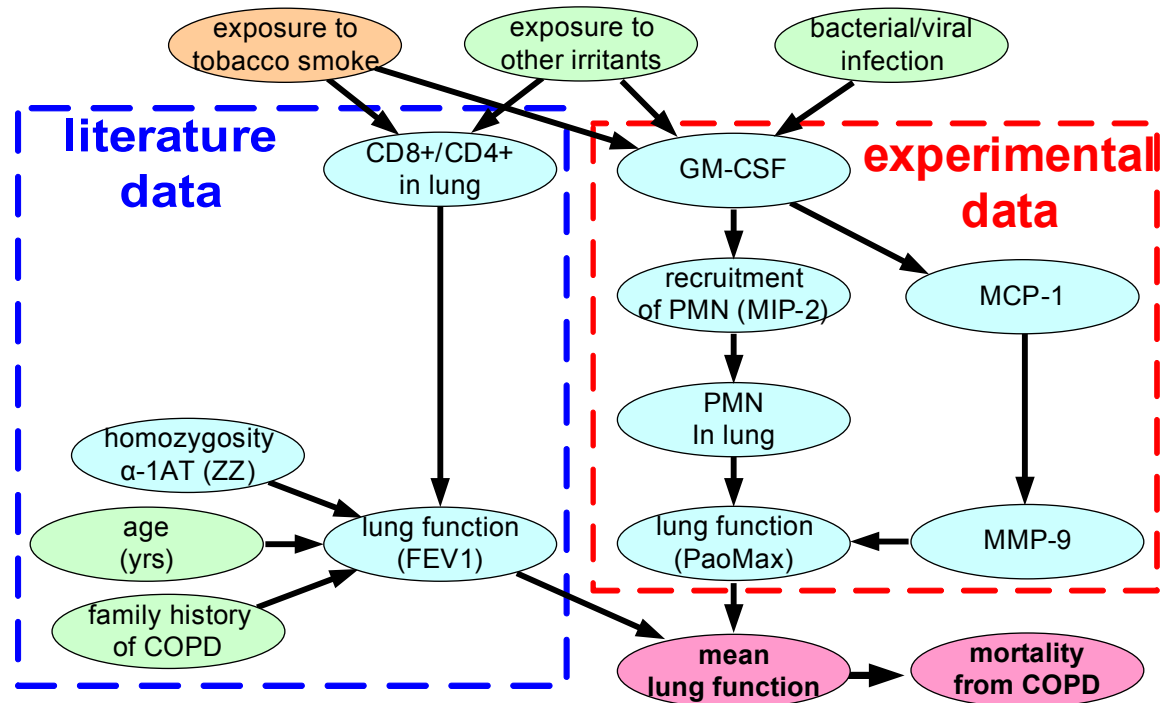 exposure to
tobacco smoke
exposure to
other irritants
bacterial/viral
infection
literature
data
CD8+/CD4+
in lung
GM-CSF
experimental
data
recruitment
of PMN (MIP-2)
MCP-1
PMN
In lung
homozygosity
α-1AT (ZZ)
age
(yrs)
lung function
(FEV1)
lung function
(PaoMax)
MMP-9
family history
of COPD
mean
lung function
mortality
from COPD